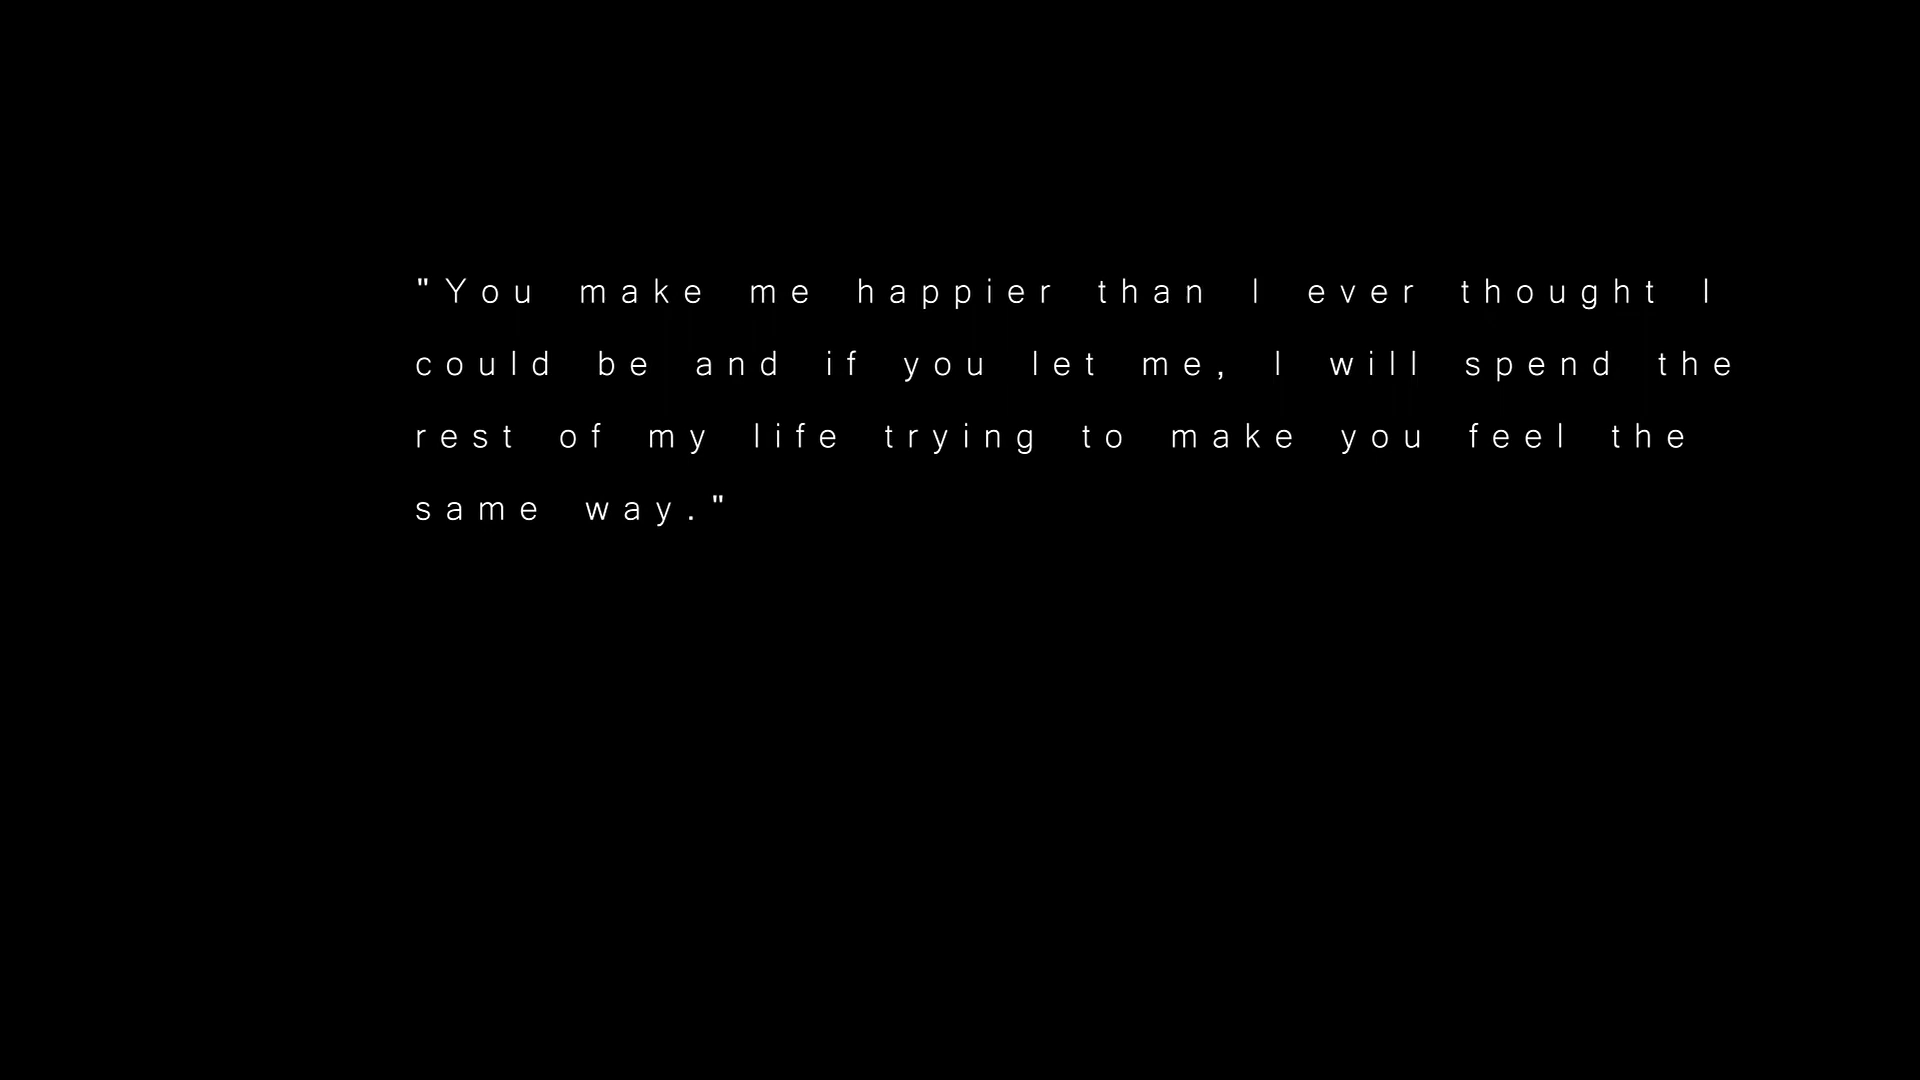 "You make me happier than I ever thought I
could be and if you let me, I will spend the
rest of my life trying to make you feel the
same way."